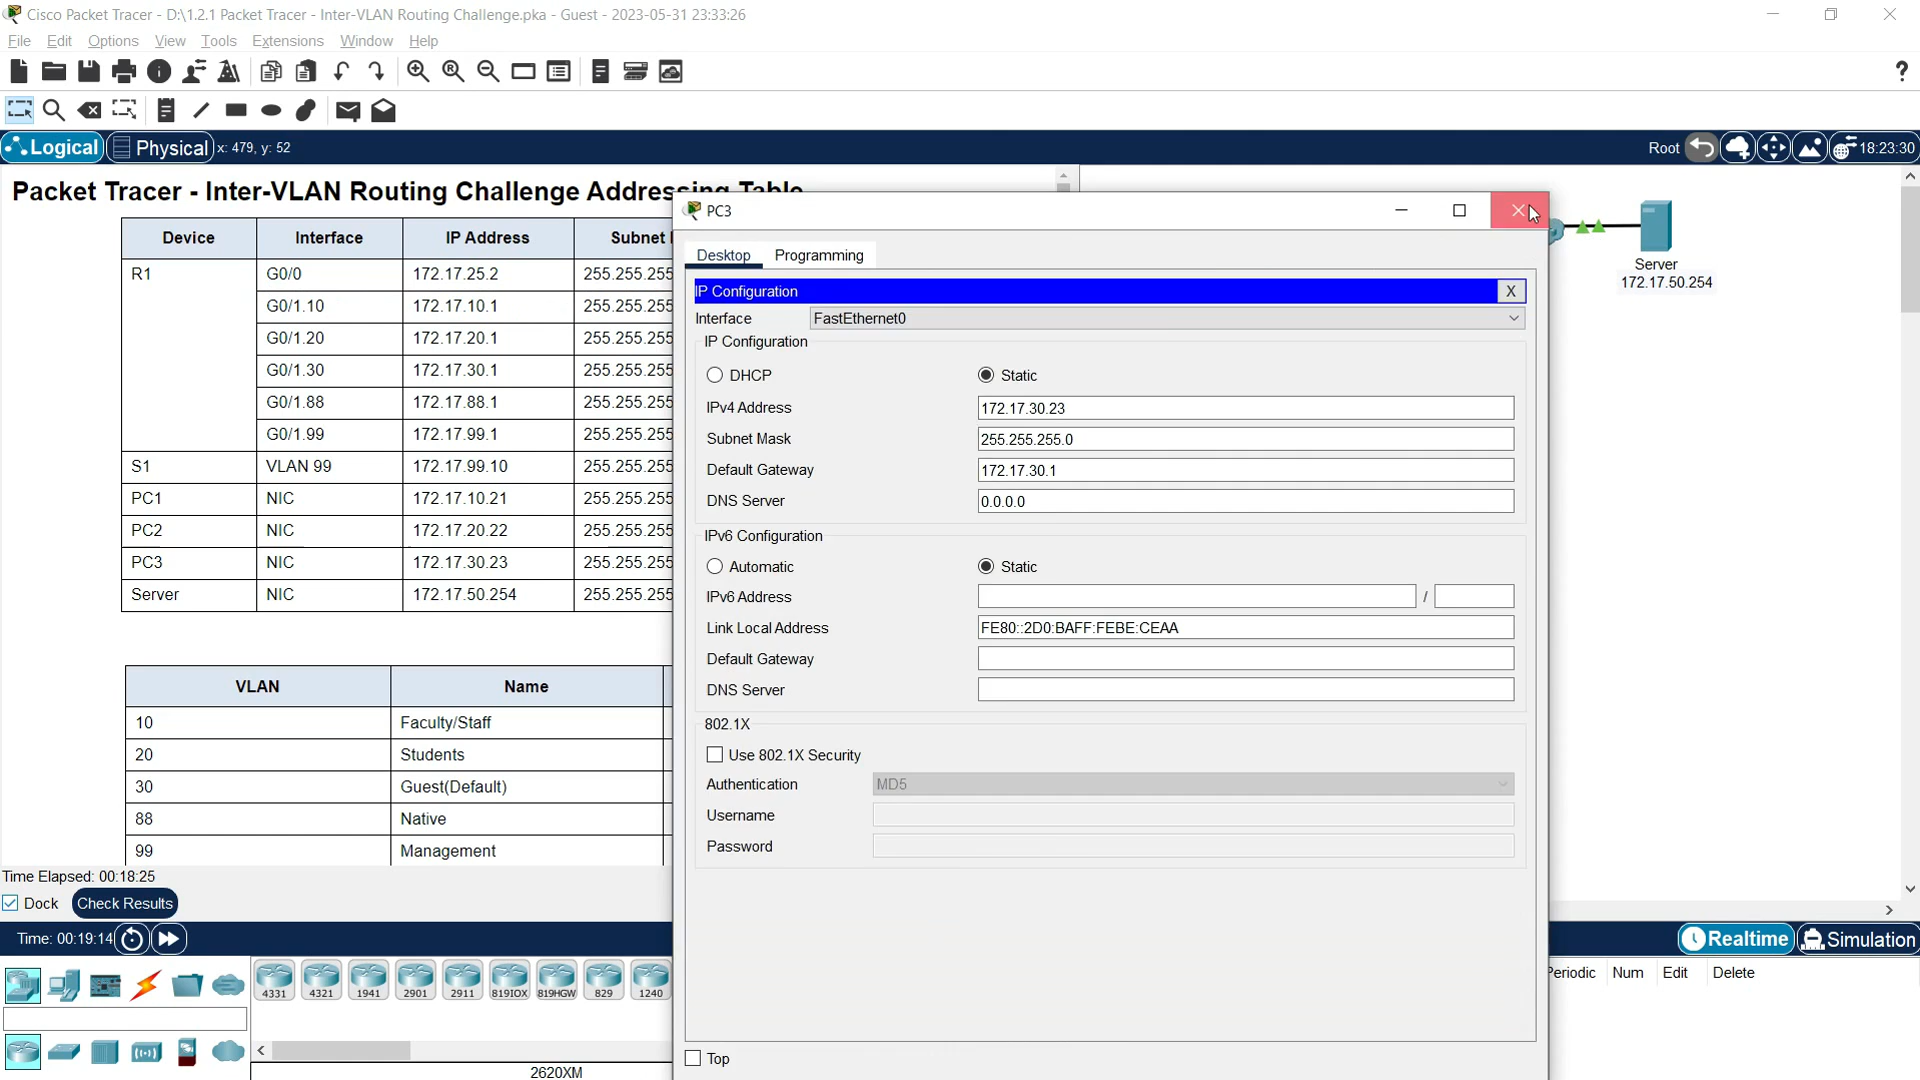 Cisco Packet Tracer - D:\1.2.1 Packet Tracer - Inter-VLAN Routing Challenge.pka - Guest - 2023-05-31 23:33:26
File Edit Options View Tools Extensions Window Help
Logical Physical x: 479, y: 52 Root 18:23:30
Packet Tracer - Inter-VLAN Routing Challenge Addressing Table
Device Interface IP Address Subnet
R1 G0/0 172.17.25.2 255.255.255
G0/1.10 172.17.10.1 255.255.255
G0/1.20 172.17.20.1 255.255.255
G0/1.30 172.17.30.1 255.255.255
G0/1.88 172.17.88.1 255.255.255
G0/1.99 172.17.99.1 255.255.255
S1 VLAN 99 172.17.99.10 255.255.255
PC1 NIC 172.17.10.21 255.255.255
PC2 NIC 172.17.20.22 255.255.255
PC3 NIC 172.17.30.23 255.255.255
Server NIC 172.17.50.254 255.255.255
VLAN Name
10 Faculty/Staff
20 Students
30 Guest(Default)
88 Native
99 Management
Time Elapsed: 00:18:25
Dock Check Results
Time: 00:19:14
4331 4321 1941 2901 2911 819IOX 819HGW 829 1240
2620XM
PC3
Desktop Programming
IP Configuration X
Interface FastEthernet0
IP Configuration
DHCP Static
IPv4 Address 172.17.30.23
Subnet Mask 255.255.255.0
Default Gateway 172.17.30.1
DNS Server 0.0.0.0
IPv6 Configuration
Automatic Static
IPv6 Address /
Link Local Address FE80::2D0:BAFF:FEBE:CEAA
Default Gateway
DNS Server
802.1X
Use 802.1X Security
Authentication MD5
Username
Password
Top
Server
172.17.50.254
Realtime Simulation
Periodic Num Edit Delete